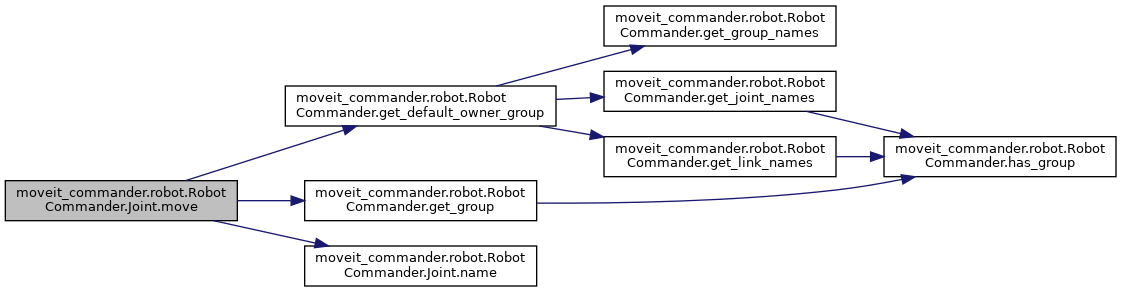 moveit_commander.robot.Robot
Commander.Joint.move
moveit_commander.robot.Robot
Commander.get_default_owner_group
moveit_commander.robot.Robot
Commander.get_group
moveit_commander.robot.Robot
Commander.Joint.name
moveit_commander.robot.Robot
Commander.get_group_names
moveit_commander.robot.Robot
Commander.get_joint_names
moveit_commander.robot.Robot
Commander.get_link_names
moveit_commander.robot.Robot
Commander.has_group